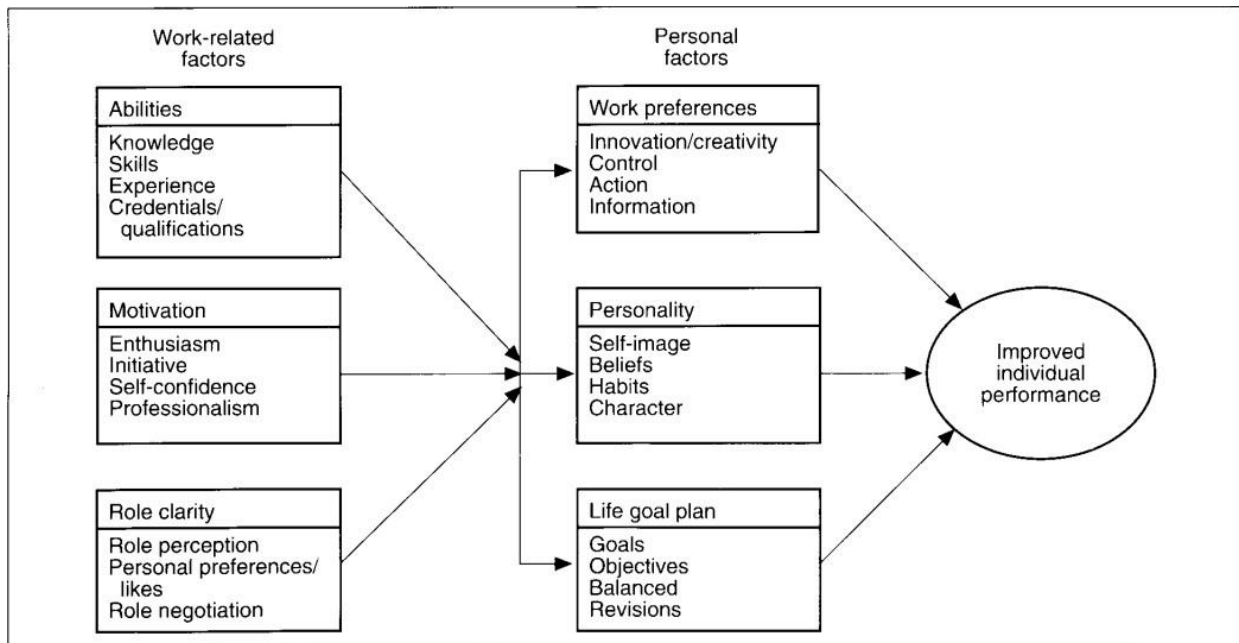 Work-related
factors
Abilities
Knowledge
Skills
Experience
Credentials/
qualifications
Motivation
Enthusiasm
Initiative
Self-confidence
Professionalism
Role clarity
Role perception
Personal preferences/
likes
Role negotiation
Personal
factors
Work preferences
Innovation/creativity
Control
Action
Information
Personality
Self-image
Beliefs
Habits
Character
Life goal plan
Goals
Objectives
Balanced
Revisions
Improved
individual
performance